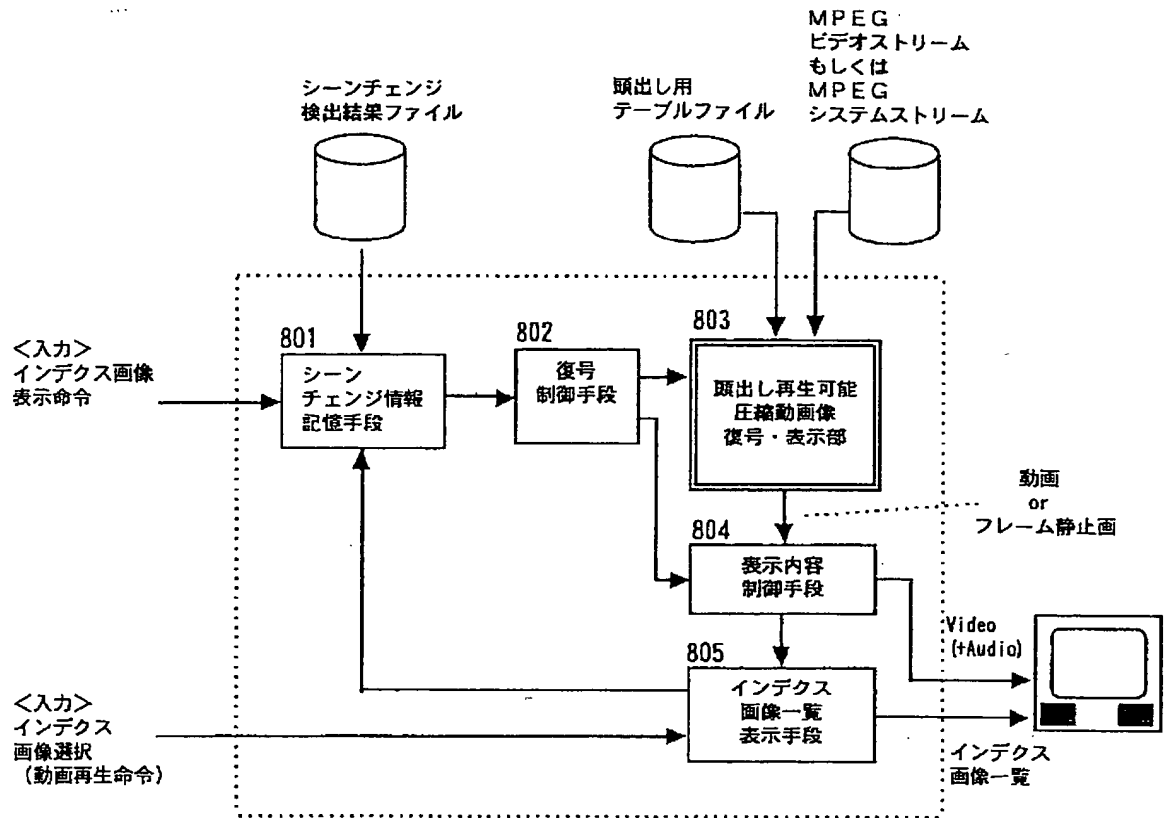 MPEG
ビデオストリーム
もしくは
MPEG
システムストリーム
シーンチェンジ
検出結果ファイル
頭出し用
テーブルファイル
801
802
803
<入力>
インデクス画像
表示命令
シーン
チェンジ情報
記憶手段
復号
制御手段
頭出し再生可能
圧縮動画像
復号・表示部
動画
or
フレーム静止画
804
表示内容
制御手段
Video
(+Audio)
805
インデクス
画像一覧
表示手段
<入力>
インデクス
画像選択
(動画再生命令)
インデクス
画像一覧